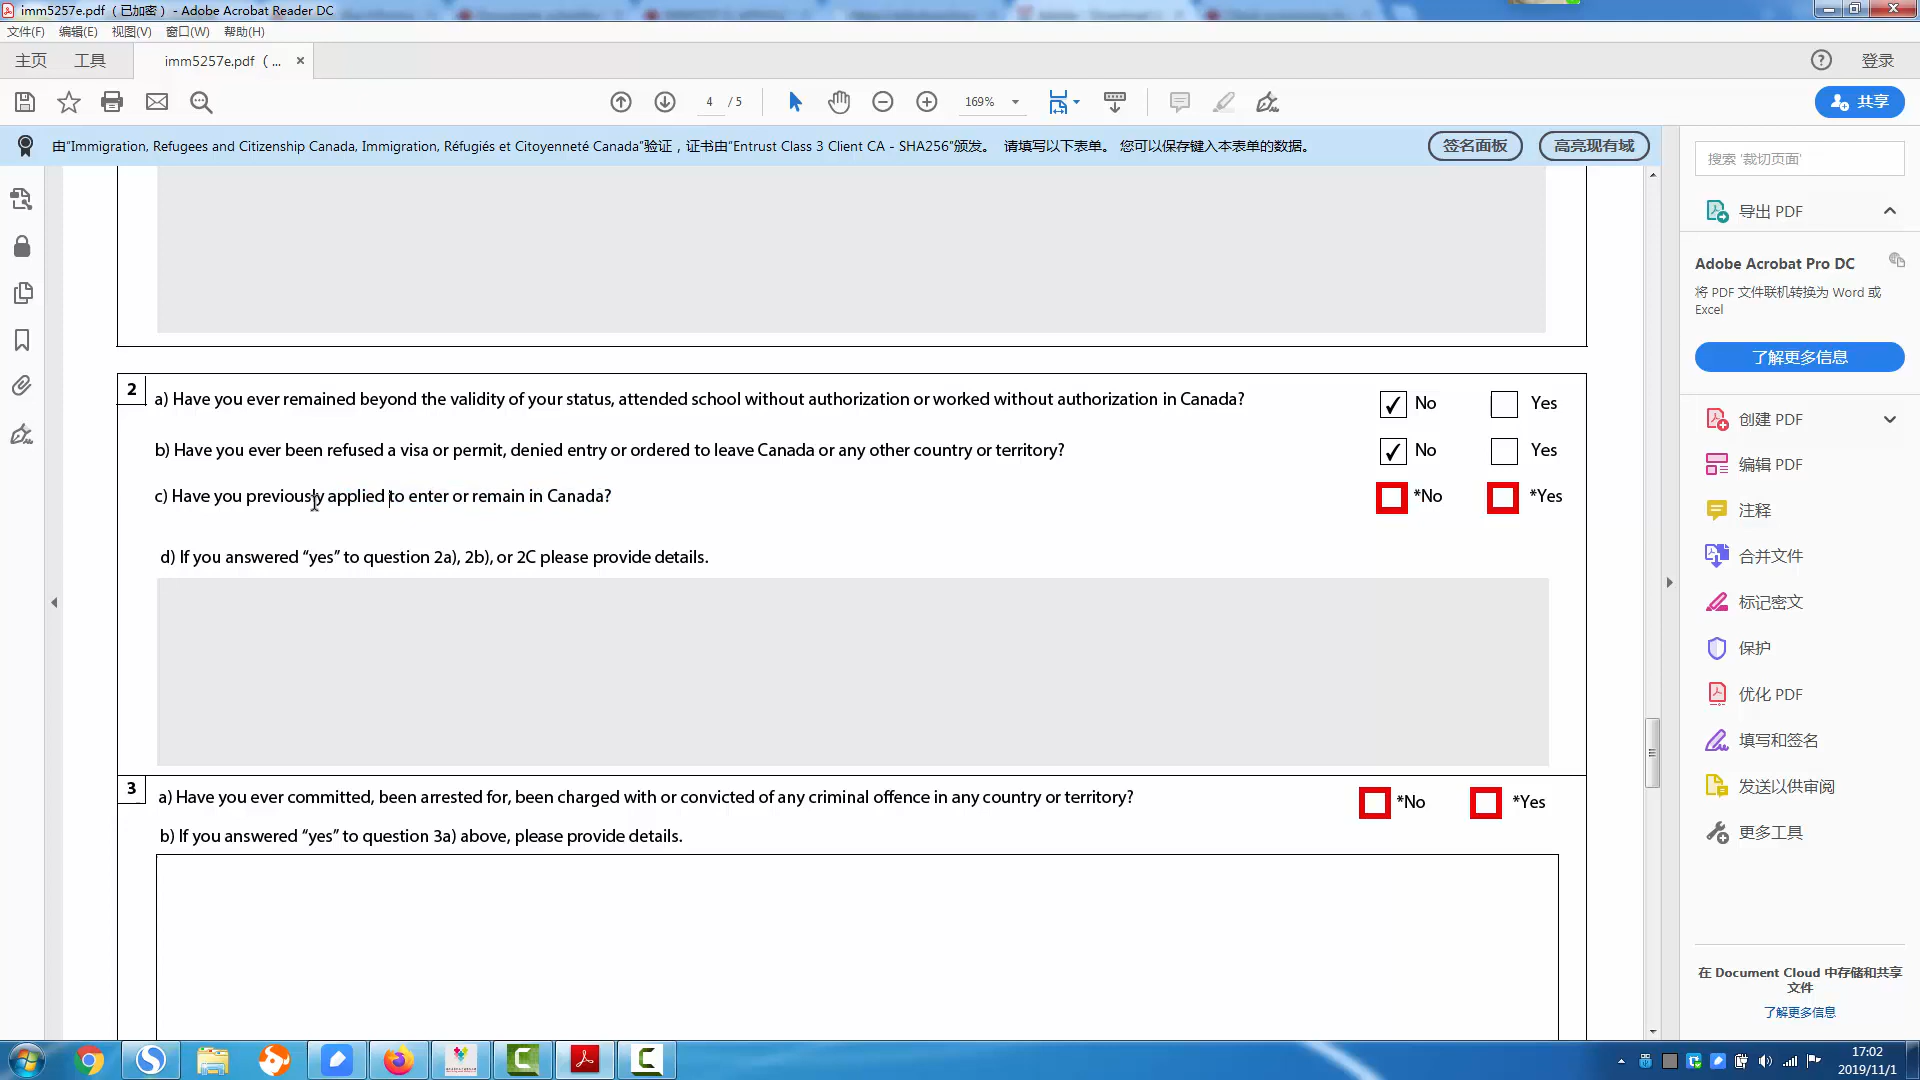 imm5257e.pdf （已加密） - Adobe Acrobat Reader DC
文件(F) 编辑(E) 视图(V) 窗口(W) 帮助(H)
主页 工具 imm5257e.pdf （ ... × 登录
4 / 5 169% 共享
由“Immigration, Refugees and Citizenship Canada, Immigration, Réfugiés et Citoyenneté Canada”验证，证书由“Entrust Class 3 Client CA - SHA256”颁发。 请填写以下表单。 您可以保存键入本表单的数据。 签名面板 高亮现有域
2
a) Have you ever remained beyond the validity of your status, attended school without authorization or worked without authorization in Canada? No Yes
b) Have you ever been refused a visa or permit, denied entry or ordered to leave Canada or any other country or territory? No Yes
c) Have you previously applied to enter or remain in Canada? *No *Yes
d) If you answered “yes” to question 2a), 2b), or 2C please provide details.
3
a) Have you ever committed, been arrested for, been charged with or convicted of any criminal offence in any country or territory? *No *Yes
b) If you answered “yes” to question 3a) above, please provide details.
搜索 '裁切页面'
导出 PDF
Adobe Acrobat Pro DC
将 PDF 文件联机转换为 Word 或
Excel
了解更多信息
创建 PDF
编辑 PDF
注释
合并文件
标记密文
保护
优化 PDF
填写和签名
发送以供审阅
更多工具
在 Document Cloud 中存储和共享
文件
了解更多信息
17:02
2019/11/1